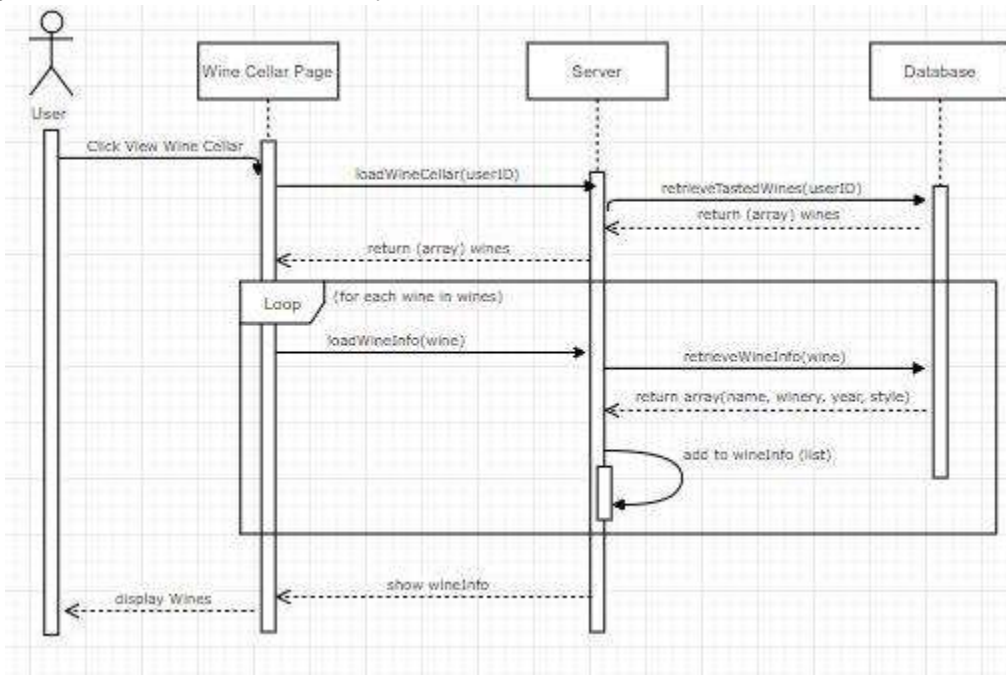 Wine Cellar Page
Server
Database
User
Click View Wine Cellar
loadWineCellar(userID)
retrieveTastedWines(userID)
return (array) wines
return (array) wines
Loop
(for each wine in wines)
loadWineInfo(wine)
retrieveWineInfo(wine)
return array(name, winery, year, style)
add to wineInfo (list)
show wineInfo
display Wines